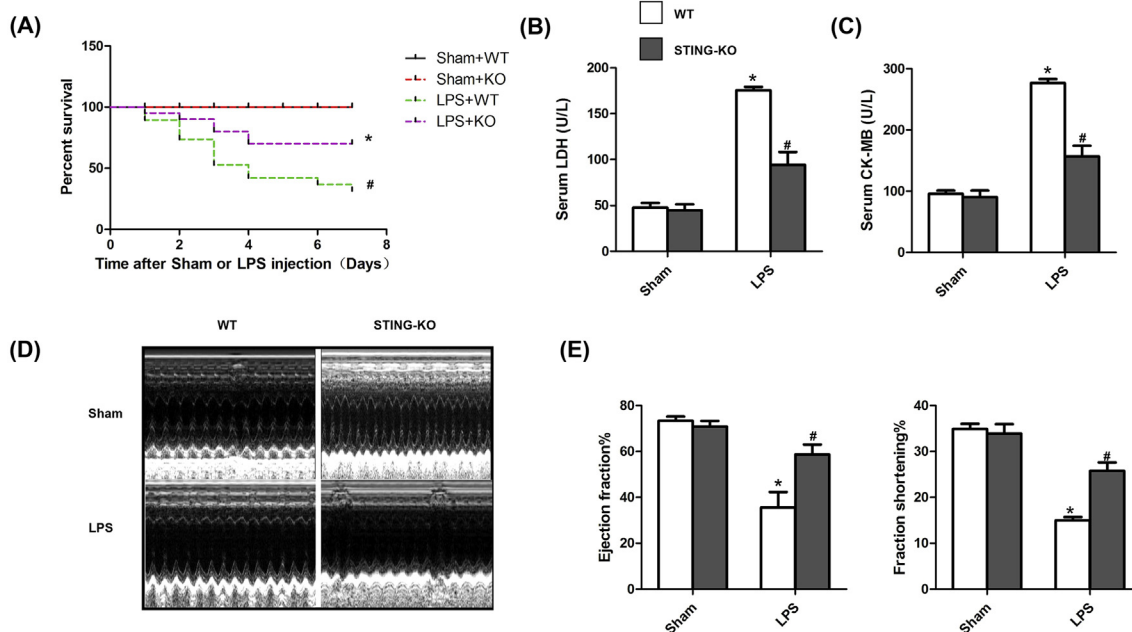 (A)
150
100
50
0
0 2 4 6 8
Percent survival
Time after Sham or LPS injection（Days）
Sham+WT
Sham+KO
LPS+WT
LPS+KO
*
#
WT
STING-KO
(B)
200
150
100
50
0
Serum LDH (U/L)
*
#
Sham
LPS
(C)
300
200
100
0
Serum CK-MB (U/L)
*
#
Sham
LPS
(D)
WT STING-KO
Sham
LPS
(E)
80
60
40
20
0
Ejection fraction%
*
#
Sham
LPS
40
30
20
10
0
Fraction shortening%
*
#
Sham
LPS